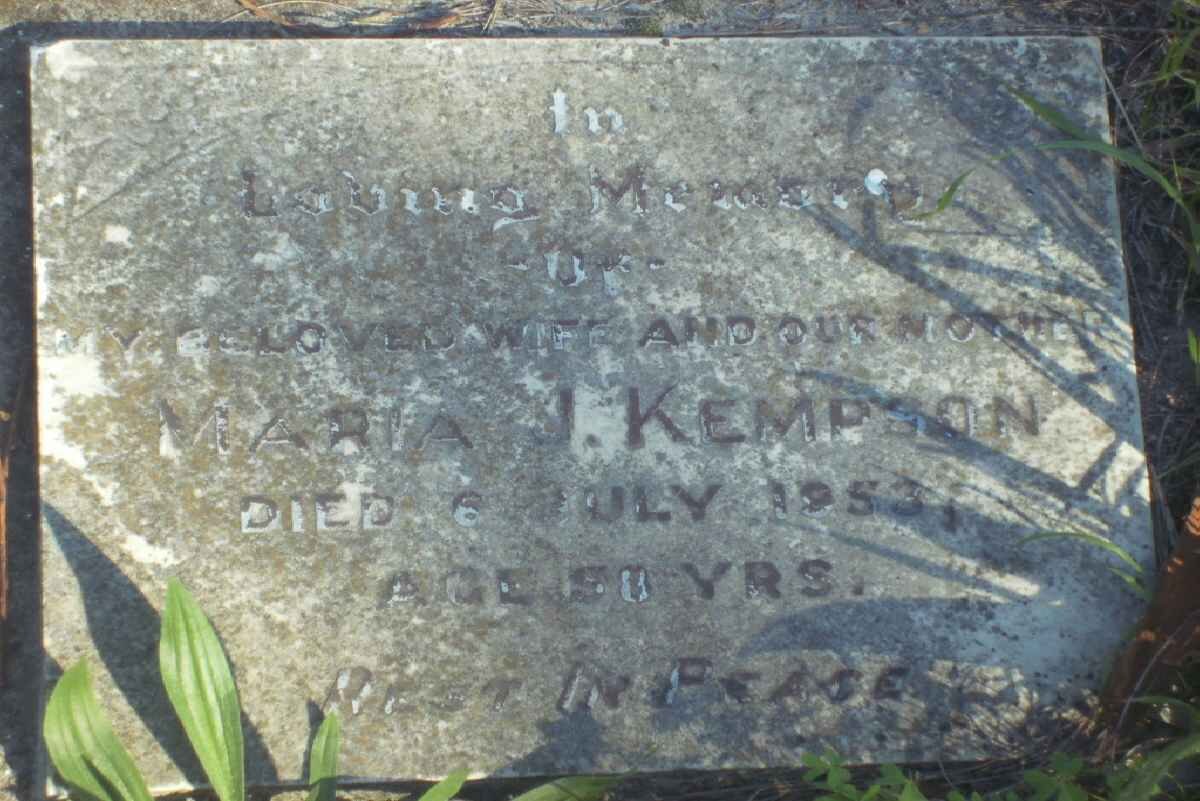 In
Loving Memory
- Of -
MY BELOVED WIFE AND OUR MOTHER
MARIA J. KEMPSON
DIED 6 JULY 1953,
AGE 50 YRS.
REST IN PEACE